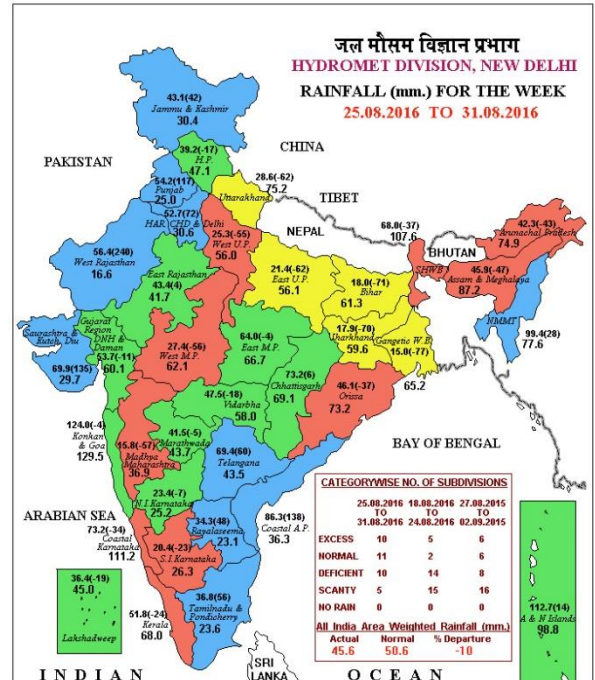 जल मौसम विज्ञान प्रभाग
HYDROMET DIVISION, NEW DELHI
RAINFALL (mm.) FOR THE WEEK
25.08.2016 TO 31.08.2016
43.1(42)
Jammu & Kashmir
30.4
CHINA
39.2(-17)
H.P.
47.1
PAKISTAN
54.2(117)
Punjab
25.0
28.6(-62)
75.2
Uttarakhand
TIBET
52.7(72)
HAR. CHD & Delhi
30.6
NEPAL
25.3(-55)
West U.P.
56.0
68.0(-37)
107.6
BHUTAN
42.3(-43)
Arunachal Pradesh
74.9
56.4(240)
West Rajasthan
16.6
East Rajasthan
43.4(4)
41.7
21.4(-62)
East U.P.
56.1
18.0(-71)
Bihar
61.3
SHWB
45.9(-47)
Assam & Meghalaya
87.2
Saurashtra &
Kutch, Diu
69.9(135)
29.7
Gujarat
Region
DNH &
Daman
53.7(-11)
60.1
27.4(-56)
West M.P.
62.1
64.0(-4)
East M.P.
66.7
17.9(-70)
Jharkhand
59.6
Gangetic W.B.
15.0(-77)
65.2
NMMT
99.4(28)
77.6
73.2(6)
Chhattisgarh
69.1
46.1(-37)
Orissa
73.2
47.5(-18)
Vidarbha
58.0
124.0(-4)
Konkan
& Goa
129.5
15.8(-57)
Madhya
Maharashtra
36.9
41.5(-5)
Marathwada
43.7
69.4(60)
Telangana
43.5
BAY OF BENGAL
23.4(-7)
N.I.Karnataka
25.2
ARABIAN SEA
73.2(-34)
Coastal
Karnataka
111.2
34.3(48)
Rayalaseema
23.1
86.3(138)
Coastal A.P.
36.3
20.4(-23)
S.I.Karnataka
26.3
36.4(-19)
45.0
Lakshadweep
51.8(-24)
Kerala
68.0
36.8(56)
Tamilnadu &
Pondicherry
23.6
CATEGORYWISE NO. OF SUBDIVISIONS
25.08.2016 18.08.2016 27.08.2015
TO TO TO
31.08.2016 24.08.2016 02.09.2015
EXCESS 10 5 6
NORMAL 11 2 6
DEFICIENT 10 14 8
SCANTY 5 15 16
NO RAIN 0 0 0
All India Area Weighted Rainfall (mm.)
Actual Normal % Departure
45.6 50.6 -10
112.7(14)
A & N Islands
98.8
SRI
LANKA
INDIAN OCEAN